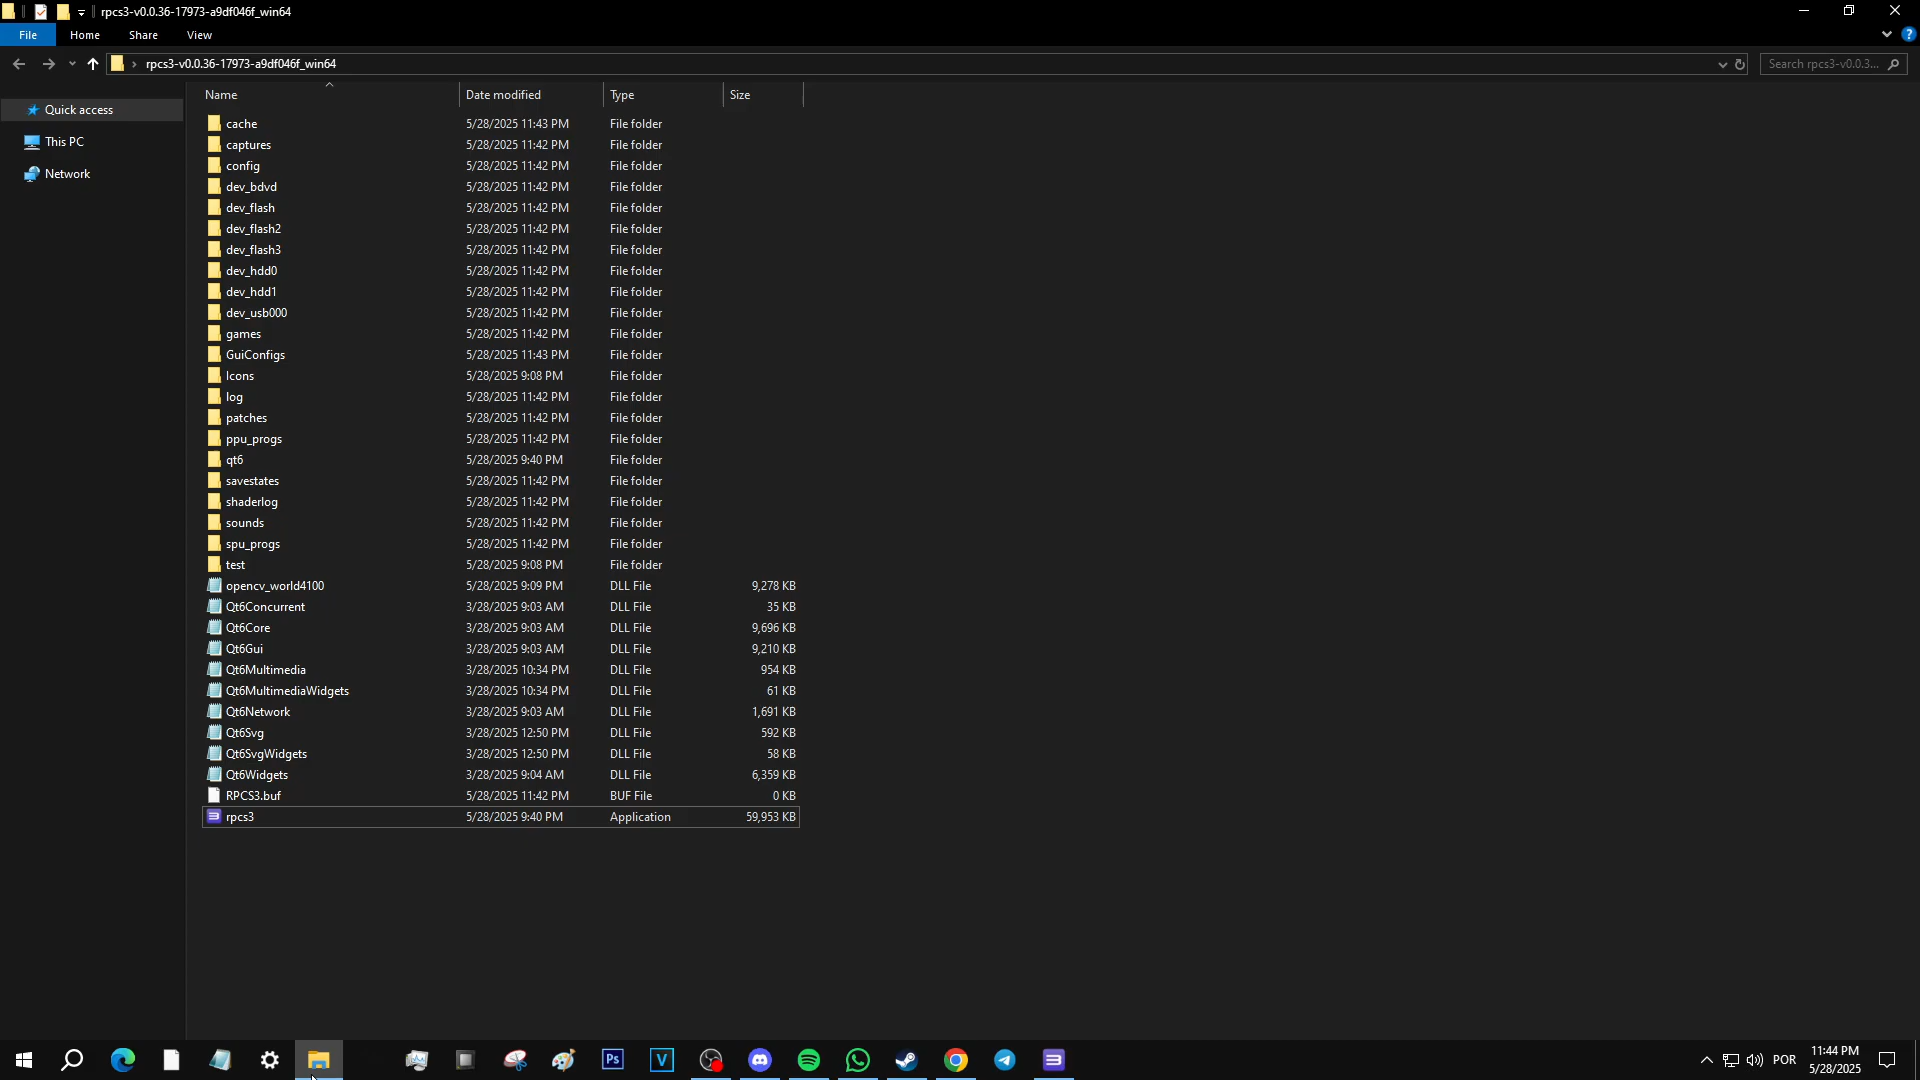 rpcs3-v0.0.36-17973-a9df046f_win64
File Home Share View
rpcs3-v0.0.36-17973-a9df046f_win64 Search rpcs3-v0.0.3...
Name Date modified Type Size
Quick access
This PC
Network
cache 5/28/2025 11:43 PM File folder
captures 5/28/2025 11:42 PM File folder
config 5/28/2025 11:42 PM File folder
dev_bdvd 5/28/2025 11:42 PM File folder
dev_flash 5/28/2025 11:42 PM File folder
dev_flash2 5/28/2025 11:42 PM File folder
dev_flash3 5/28/2025 11:42 PM File folder
dev_hdd0 5/28/2025 11:42 PM File folder
dev_hdd1 5/28/2025 11:42 PM File folder
dev_usb000 5/28/2025 11:42 PM File folder
games 5/28/2025 11:42 PM File folder
GuiConfigs 5/28/2025 11:43 PM File folder
Icons 5/28/2025 9:08 PM File folder
log 5/28/2025 11:42 PM File folder
patches 5/28/2025 11:42 PM File folder
ppu_progs 5/28/2025 11:42 PM File folder
qt6 5/28/2025 9:40 PM File folder
savestates 5/28/2025 11:42 PM File folder
shaderlog 5/28/2025 11:42 PM File folder
sounds 5/28/2025 11:42 PM File folder
spu_progs 5/28/2025 11:42 PM File folder
test 5/28/2025 9:08 PM File folder
opencv_world4100 5/28/2025 9:09 PM DLL File 9,278 KB
Qt6Concurrent 3/28/2025 9:03 AM DLL File 35 KB
Qt6Core 3/28/2025 9:03 AM DLL File 9,696 KB
Qt6Gui 3/28/2025 9:03 AM DLL File 9,210 KB
Qt6Multimedia 3/28/2025 10:34 PM DLL File 954 KB
Qt6MultimediaWidgets 3/28/2025 10:34 PM DLL File 61 KB
Qt6Network 3/28/2025 9:03 AM DLL File 1,691 KB
Qt6Svg 3/28/2025 12:50 PM DLL File 592 KB
Qt6SvgWidgets 3/28/2025 12:50 PM DLL File 58 KB
Qt6Widgets 3/28/2025 9:04 AM DLL File 6,359 KB
RPCS3.buf 5/28/2025 11:42 PM BUF File 0 KB
rpcs3 5/28/2025 9:40 PM Application 59,953 KB
Ps V POR 11:44 PM
5/28/2025